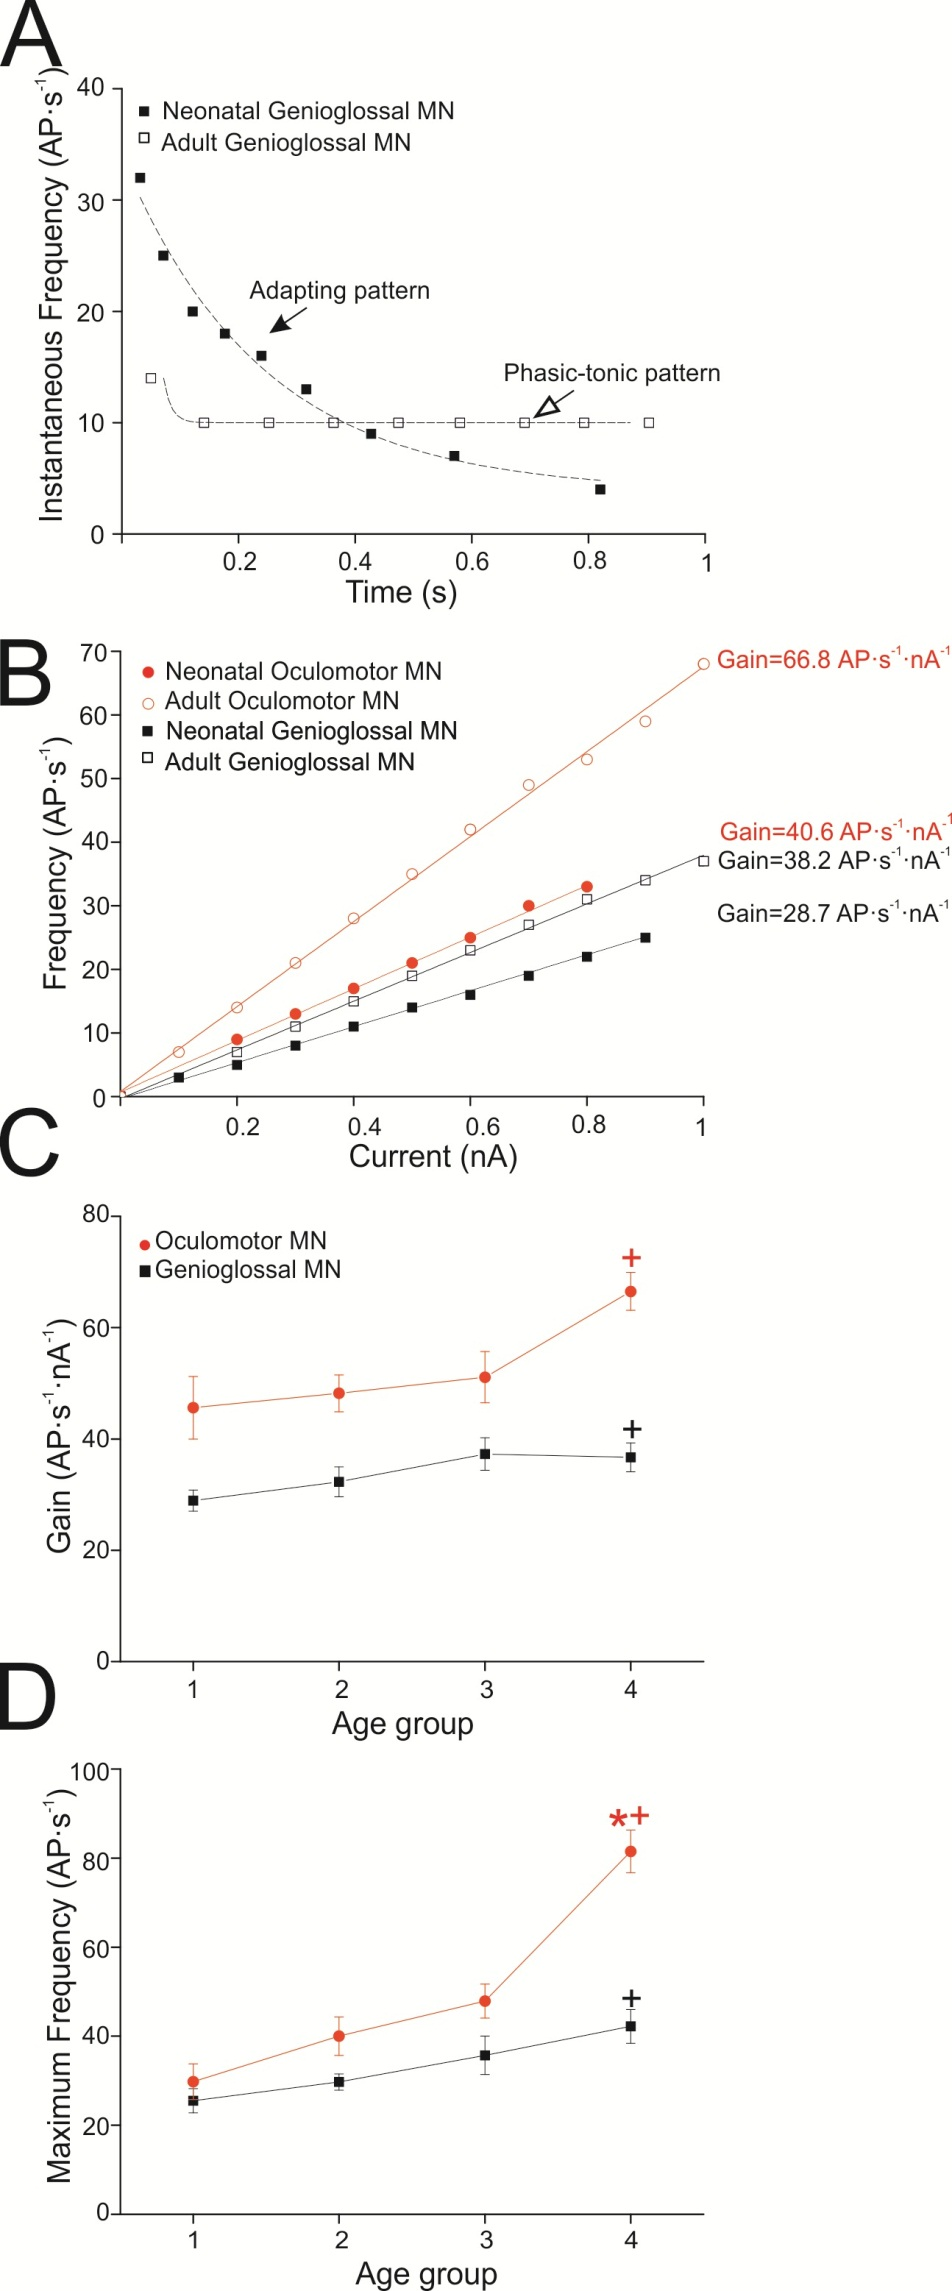 A
40
30
20
10
0
Instantaneous Frequency (AP·s⁻¹)
■ Neonatal Genioglossal MN
□ Adult Genioglossal MN
Adapting pattern
Phasic-tonic pattern
0.2 0.4 0.6 0.8 1
Time (s)
B
70
60
50
40
30
20
10
0
Frequency (AP·s⁻¹)
● Neonatal Oculomotor MN
○ Adult Oculomotor MN
■ Neonatal Genioglossal MN
□ Adult Genioglossal MN
Gain=66.8 AP·s⁻¹·nA⁻¹
Gain=40.6 AP·s⁻¹·nA⁻¹
Gain=38.2 AP·s⁻¹·nA⁻¹
Gain=28.7 AP·s⁻¹·nA⁻¹
0.2 0.4 0.6 0.8 1
Current (nA)
C
80
60
40
20
0
Gain (AP·s⁻¹·nA⁻¹)
● Oculomotor MN
■ Genioglossal MN
+
+
1 2 3 4
Age group
D
100
80
60
40
20
0
Maximum Frequency (AP·s⁻¹)
*+
+
1 2 3 4
Age group